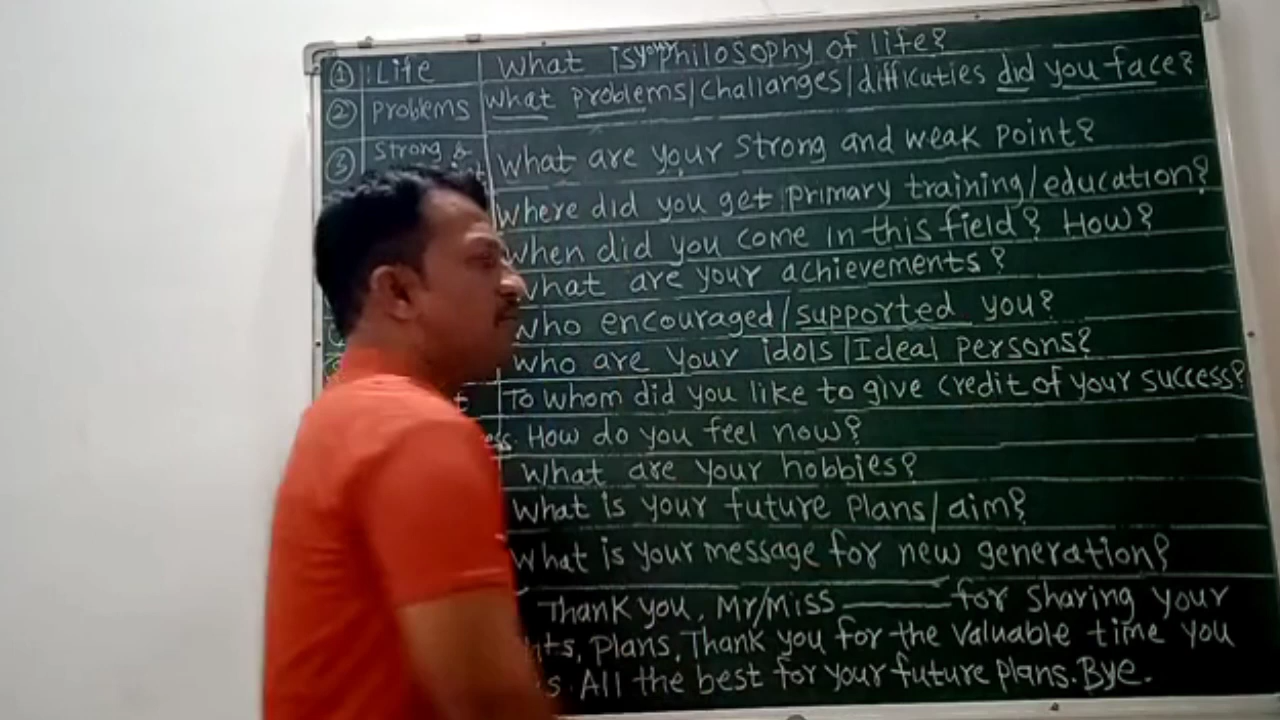 ① Life What is your Philosophy of life?
② Problems What problems/challanges/difficuties did you face?
③ Strong & What are your strong and weak point?
Where did you get primary training/education?
When did you come in this field? How?
What are your achievements?
Who encouraged/supported you?
Who are your idols/Ideal persons?
To whom did you like to give credit of your success?
ess. How do you feel now?
What are your hobbies?
What is your future plans/aim?
What is your message for new generation?
Thank you, Mr/Miss ______ for sharing your
hts, Plans, Thank you for the valuable time you
s. All the best for your future plans. Bye.